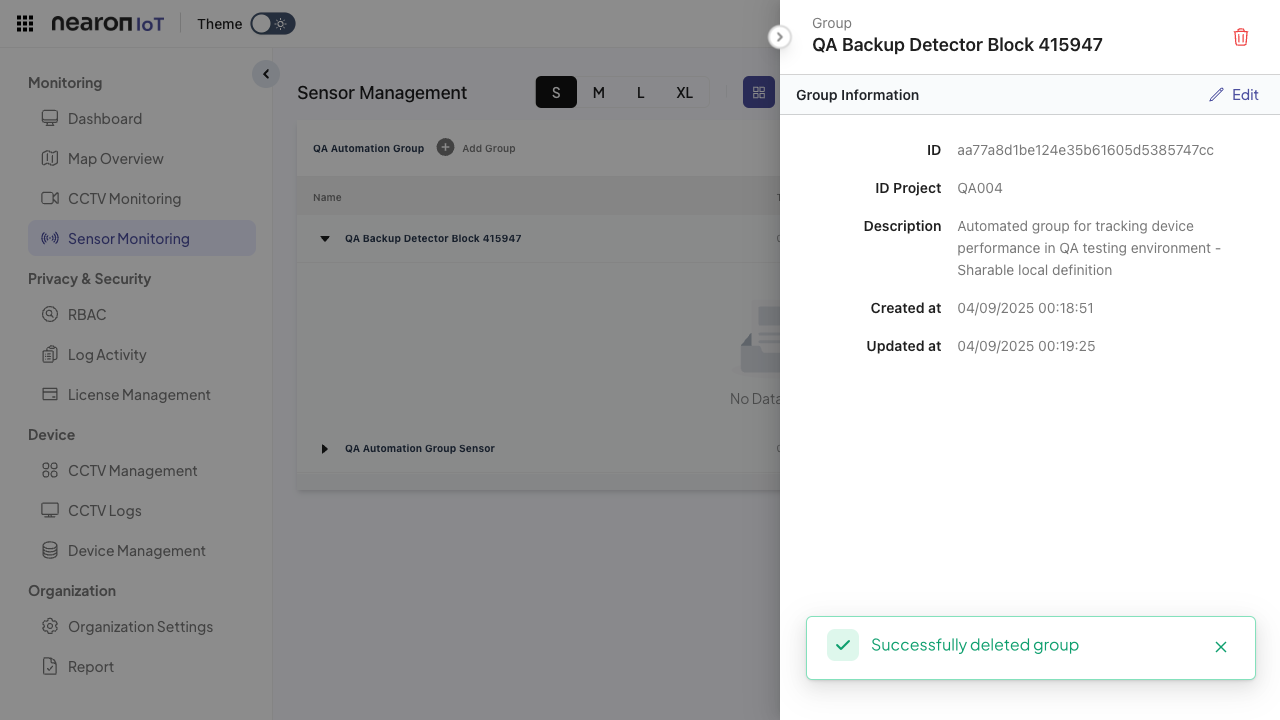 nearon IoT
Theme
Monitoring
Dashboard
Map Overview
CCTV Monitoring
Sensor Monitoring
Privacy & Security
RBAC
Log Activity
License Management
Device
CCTV Management
CCTV Logs
Device Management
Organization
Organization Settings
Report
Sensor Management
S
M
L
XL
QA Automation Group
Add Group
Name
QA Backup Detector Block 415947
No Data
QA Automation Group Sensor
Group
QA Backup Detector Block 415947
Group Information
Edit
ID
aa77a8d1be124e35b61605d5385747cc
ID Project
QA004
Description
Automated group for tracking device
performance in QA testing environment -
Sharable local definition
Created at
04/09/2025 00:18:51
Updated at
04/09/2025 00:19:25
Successfully deleted group